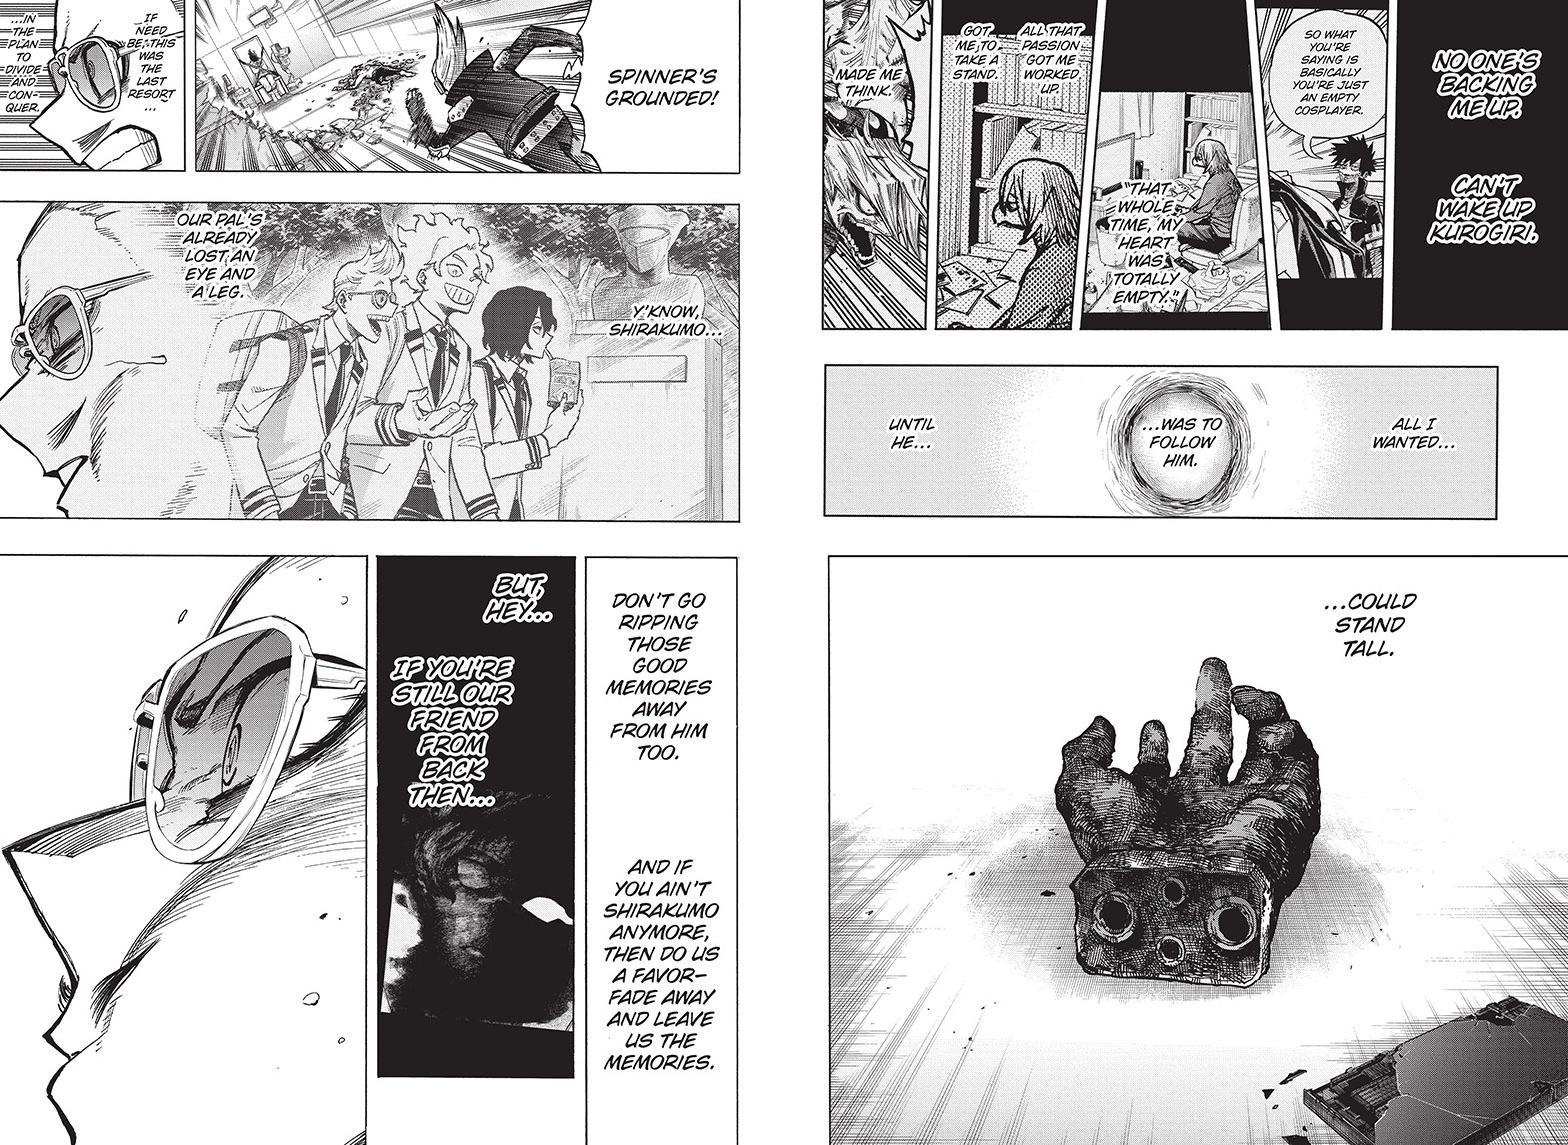 NO ONE'S
BACKING
ME UP.
CAN'T
WAKE UP
KUROGIRI.
SO WHAT
YOU'RE
SAYING IS
BASICALLY
YOU'RE JUST
AN EMPTY
COSPLAYER.
"THAT
WHOLE
TIME, MY
HEART
WAS
TOTALLY
EMPTY."
ALL THAT
PASSION
GOT ME
WORKED
UP.
GOT
ME TO
TAKE A
STAND.
MADE ME
THINK.
ALL I
WANTED...
...WAS TO
FOLLOW
HIM.
UNTIL
HE...
...COULD
STAND
TALL.
SPINNER'S
GROUNDED!
IF
NEED
BE, THIS
WAS
THE
LAST
RESORT
...
...IN
THE
PLAN
TO
DIVIDE
AND
CON-
QUER.
Y'KNOW,
SHIRAKUMO...
OUR PAL'S
ALREADY
LOST AN
EYE AND
A LEG.
DON'T GO
RIPPING
THOSE
GOOD
MEMORIES
AWAY
FROM HIM
TOO.
AND IF
YOU AIN'T
SHIRAKUMO
ANYMORE,
THEN DO US
A FAVOR—
FADE AWAY
AND LEAVE
US THE
MEMORIES.
BUT,
HEY...
IF YOU'RE
STILL OUR
FRIEND
FROM
BACK
THEN...